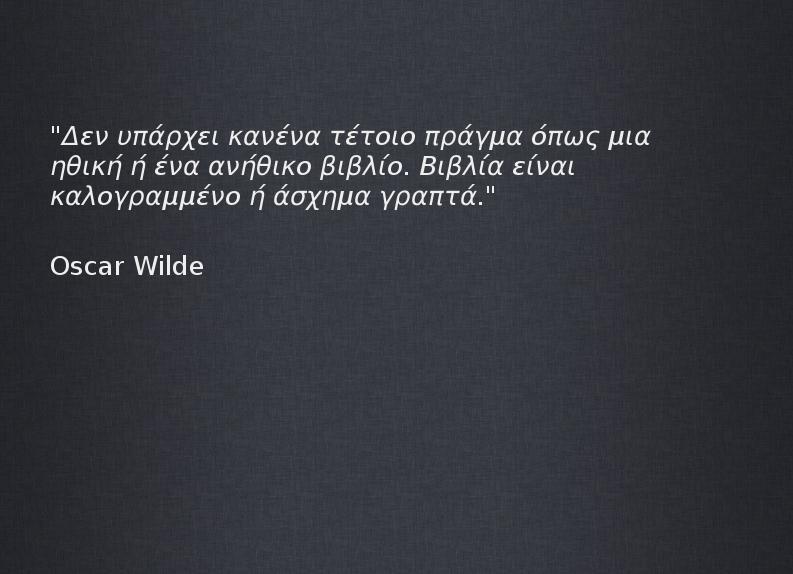 "Δεν υπάρχει κανένα τέτοιο πράγμα όπως μια
ηθική ή ένα ανήθικο βιβλίο. Βιβλία είναι
καλογραμμένο ή άσχημα γραπτά."
Oscar Wilde